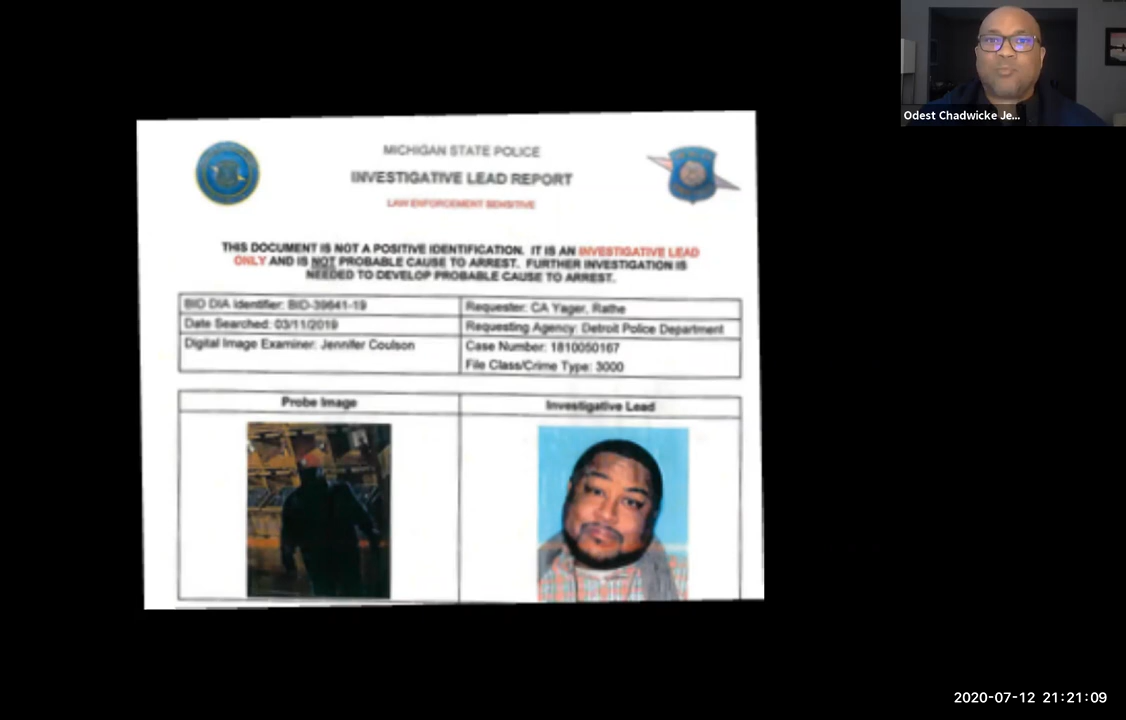 Odest Chadwicke Je...
MICHIGAN STATE POLICE
INVESTIGATIVE LEAD REPORT
LAW ENFORCEMENT SENSITIVE
THIS DOCUMENT IS NOT A POSITIVE IDENTIFICATION. IT IS AN INVESTIGATIVE LEAD
ONLY AND IS NOT PROBABLE CAUSE TO ARREST. FURTHER INVESTIGATION IS
NEEDED TO DEVELOP PROBABLE CAUSE TO ARREST.
BID DIA Identifier: BID-39641-19
Requester: CA Yager, Rathe
Date Searched: 03/11/2019
Requesting Agency: Detroit Police Department
Digital Image Examiner: Jennifer Coulson
Case Number: 1810050167
File Class/Crime Type: 3000
Probe Image
Investigative Lead
2020-07-12 21:21:09